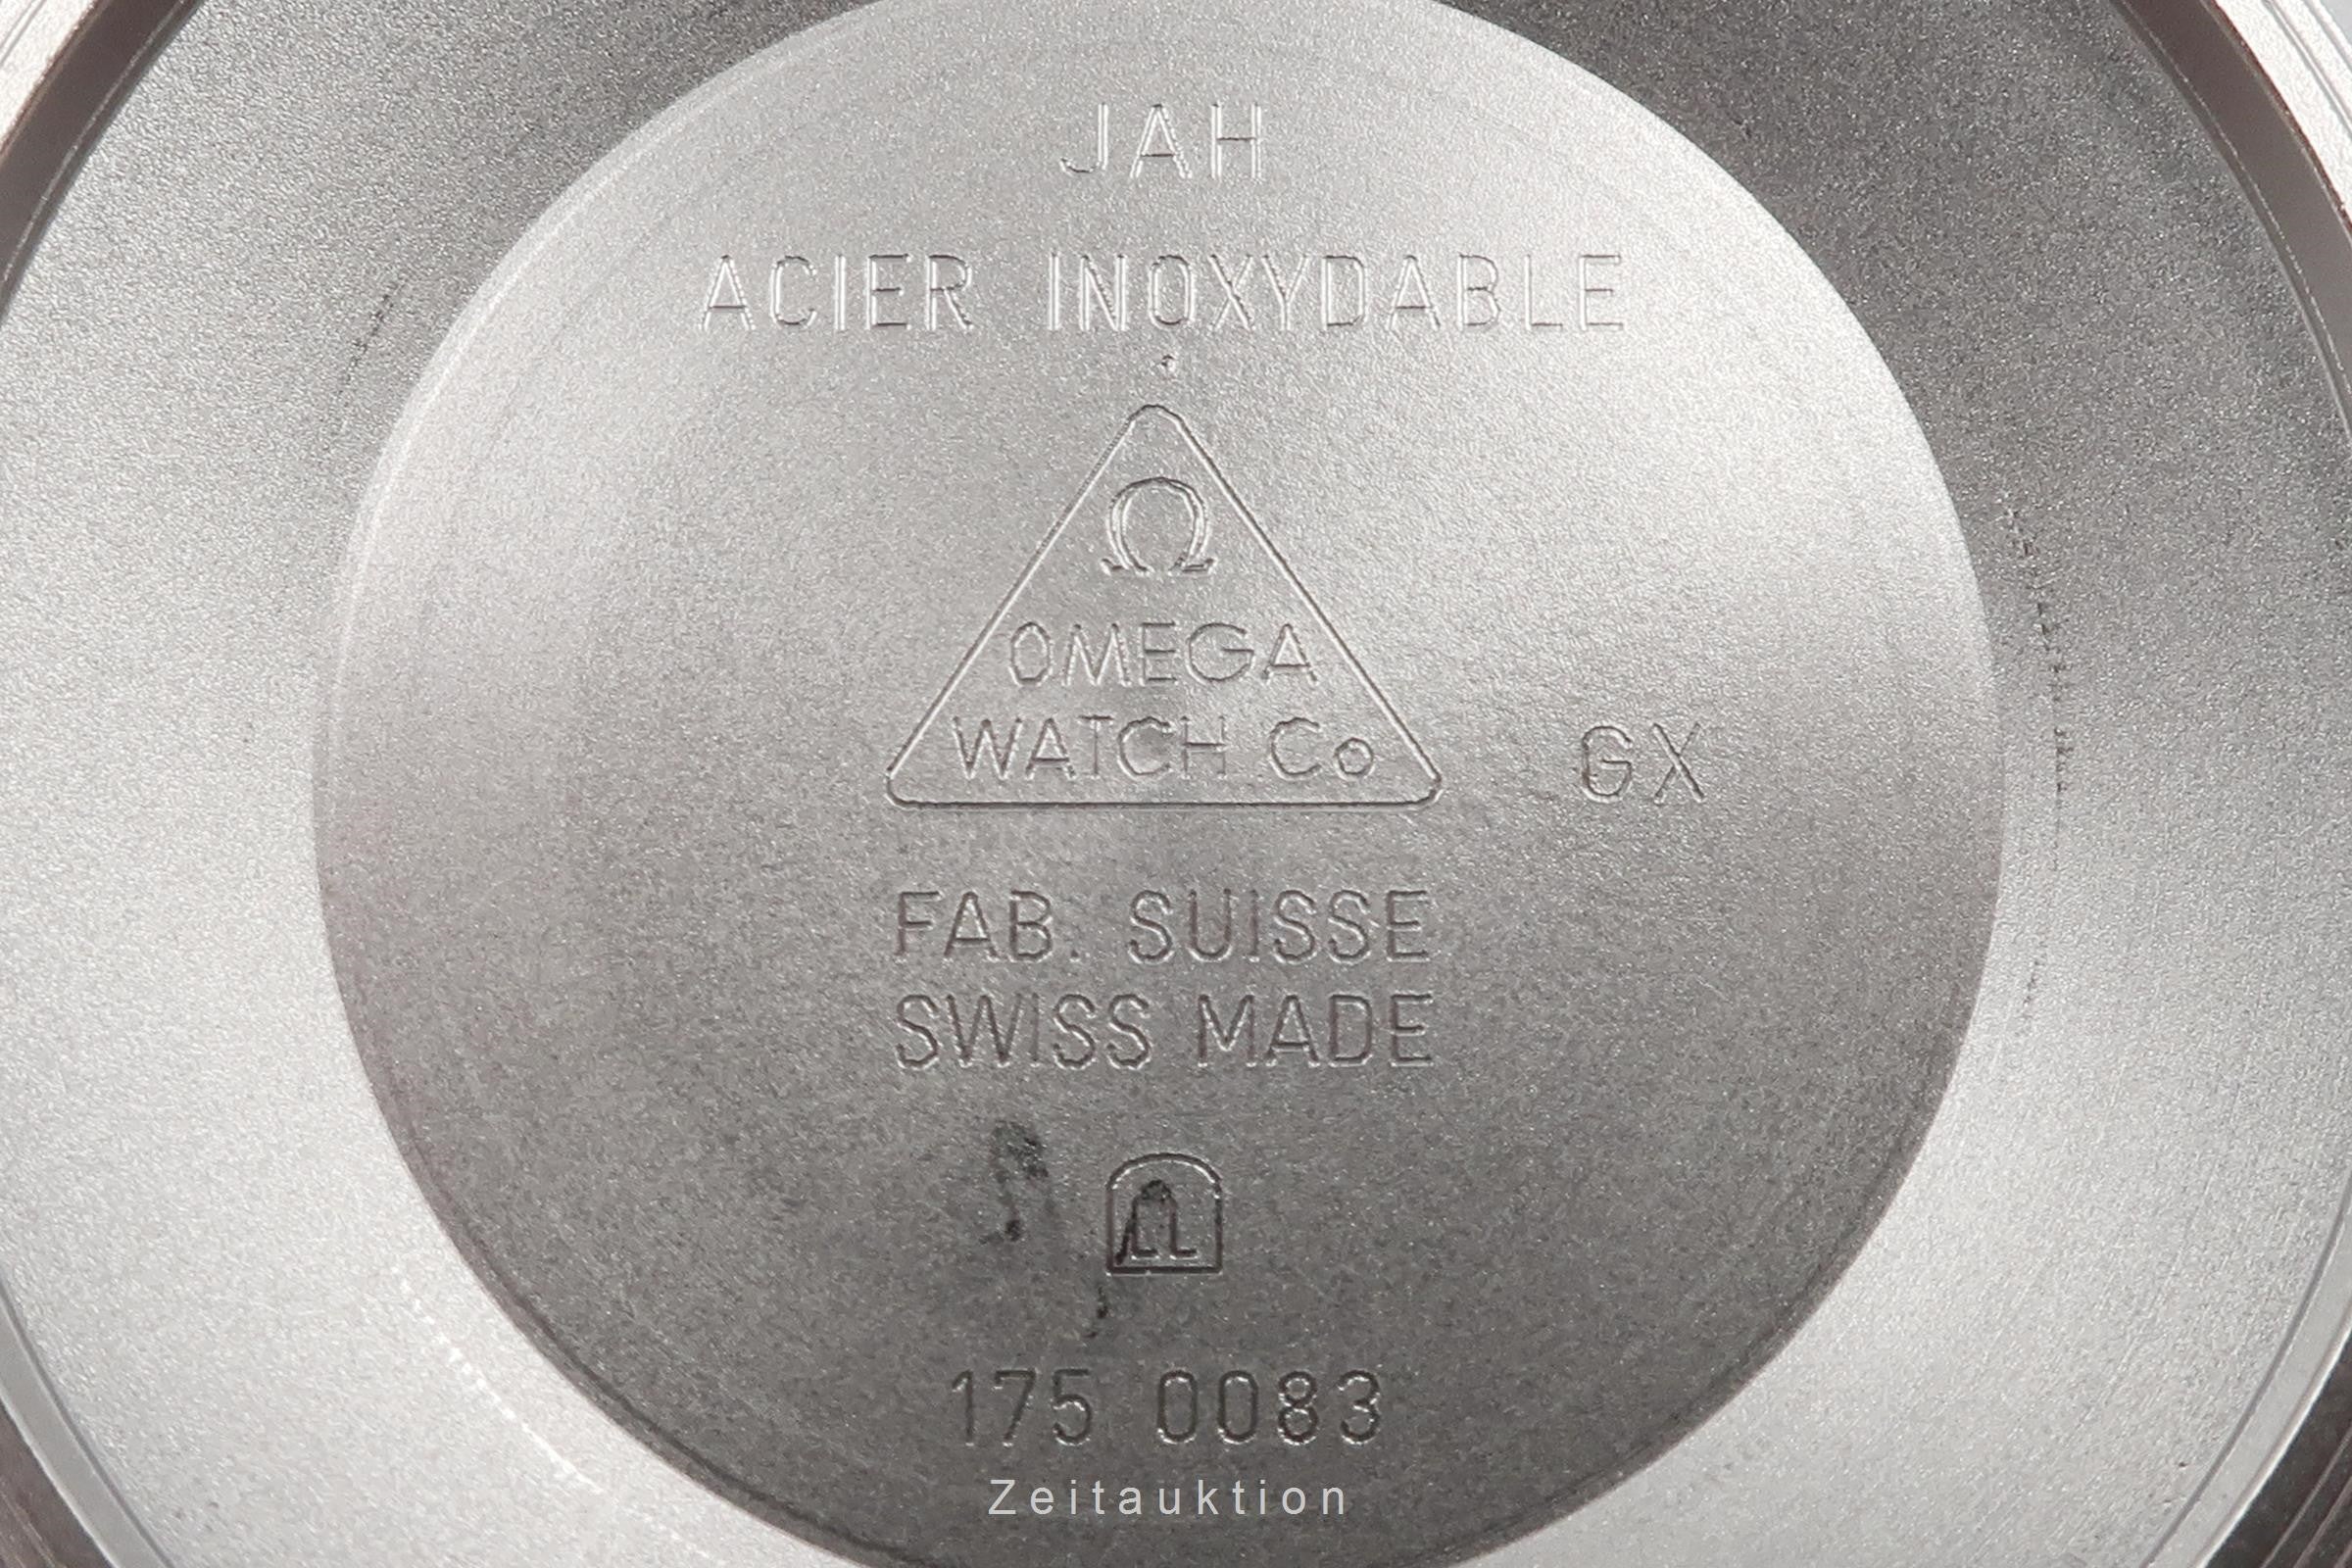 JAH
ACIER INOXYDABLE
Ω
OMEGA
WATCH Co
GX
FAB. SUISSE
SWISS MADE
175 0083
Zeitauktion